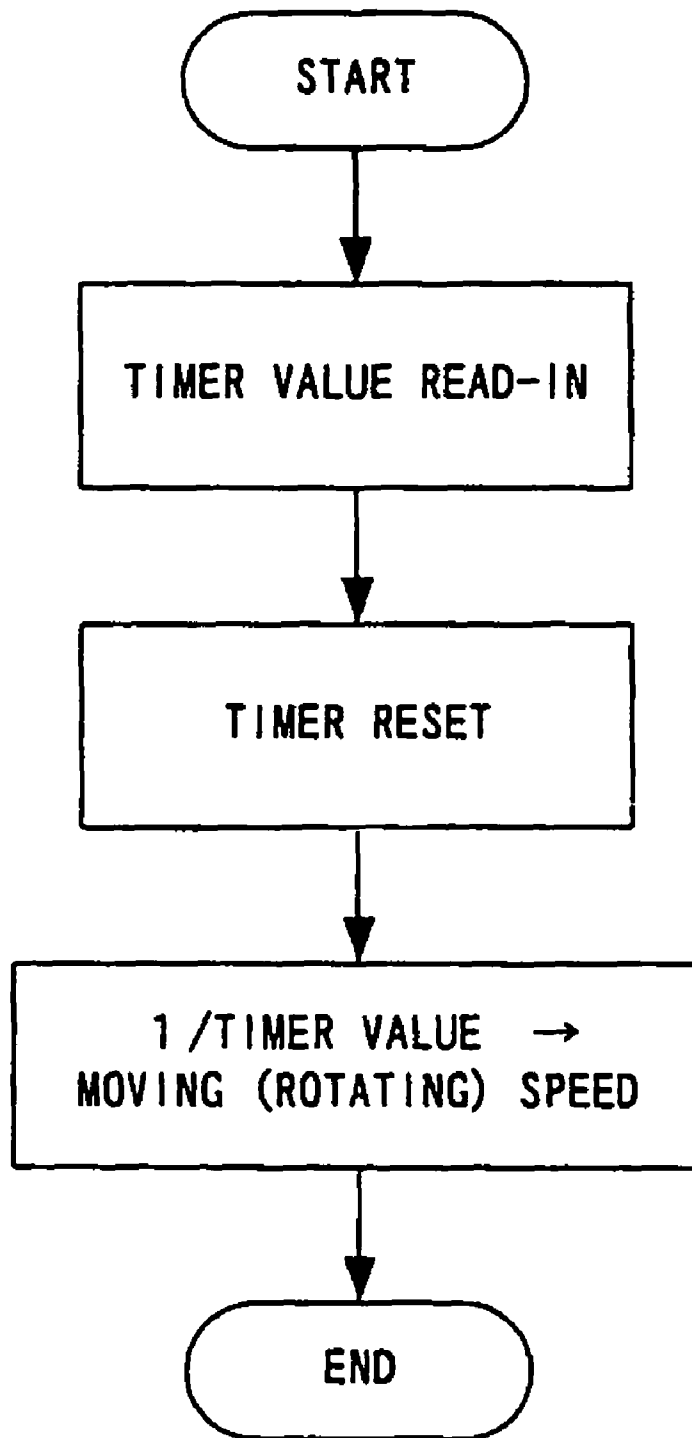 START
TIMER VALUE READ-IN
TIMER RESET
1/TIMER VALUE →
MOVING (ROTATING) SPEED
END